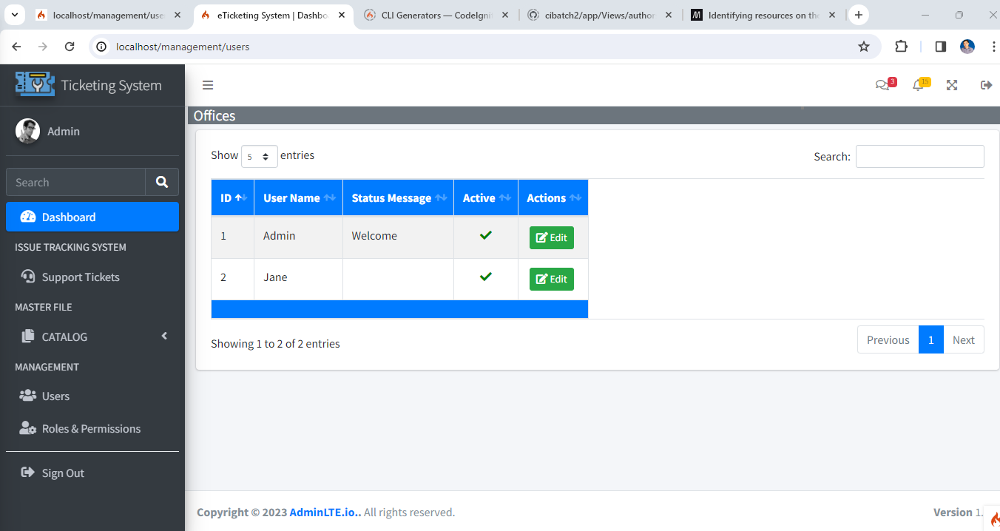 localhost/management/use
eTicketing System | Dashbo
CLI Generators — CodeIgni
cibatch2/app/Views/author
Identifying resources on the
localhost/management/users
Ticketing System
3
15
Offices
Admin
Show 5 entries
Search:
Search
ID User Name Status Message Active Actions
Dashboard
1 Admin Welcome Edit
ISSUE TRACKING SYSTEM
Support Tickets
2 Jane Edit
MASTER FILE
CATALOG
Showing 1 to 2 of 2 entries
Previous 1 Next
MANAGEMENT
Users
Roles & Permissions
Sign Out
Copyright © 2023 AdminLTE.io.. All rights reserved.
Version 1.